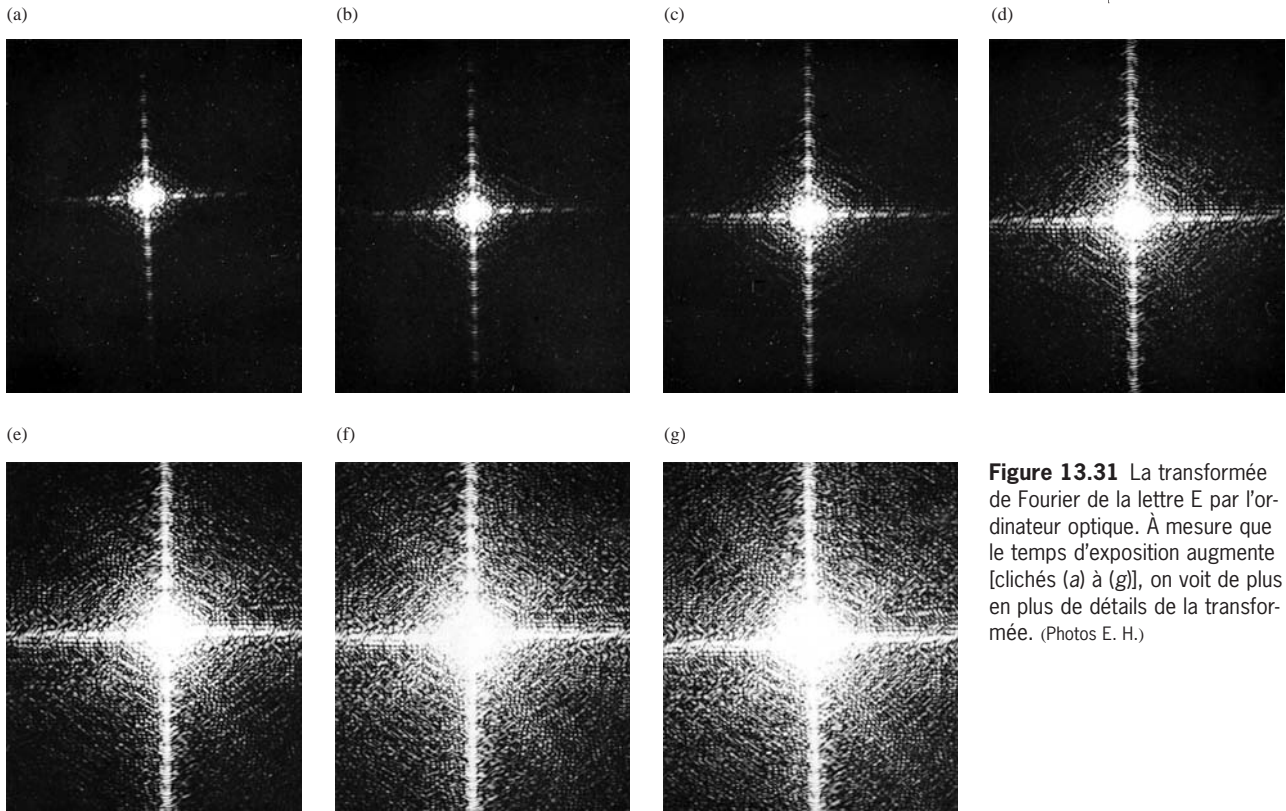 (a)
(b)
(c)
(d)
(e)
(f)
(g)
Figure 13.31 La transformée
de Fourier de la lettre E par l'or-
dinateur optique. À mesure que
le temps d'exposition augmente
[clichés (a) à (g)], on voit de plus
en plus de détails de la transfor-
mée. (Photos E. H.)